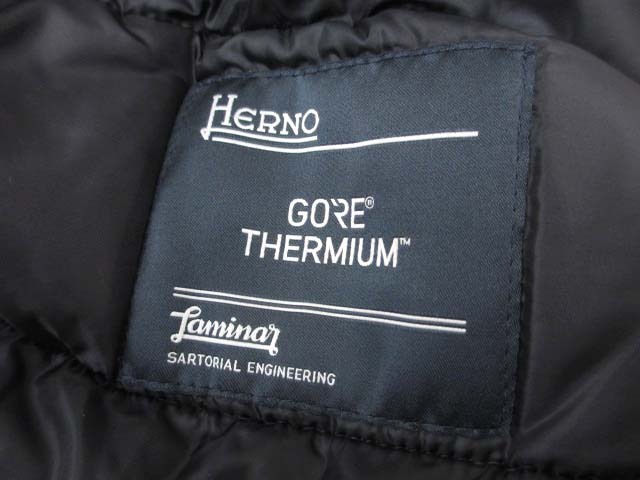 HERNO
GORE®
THERMIUM™
Laminar
SARTORIAL ENGINEERING